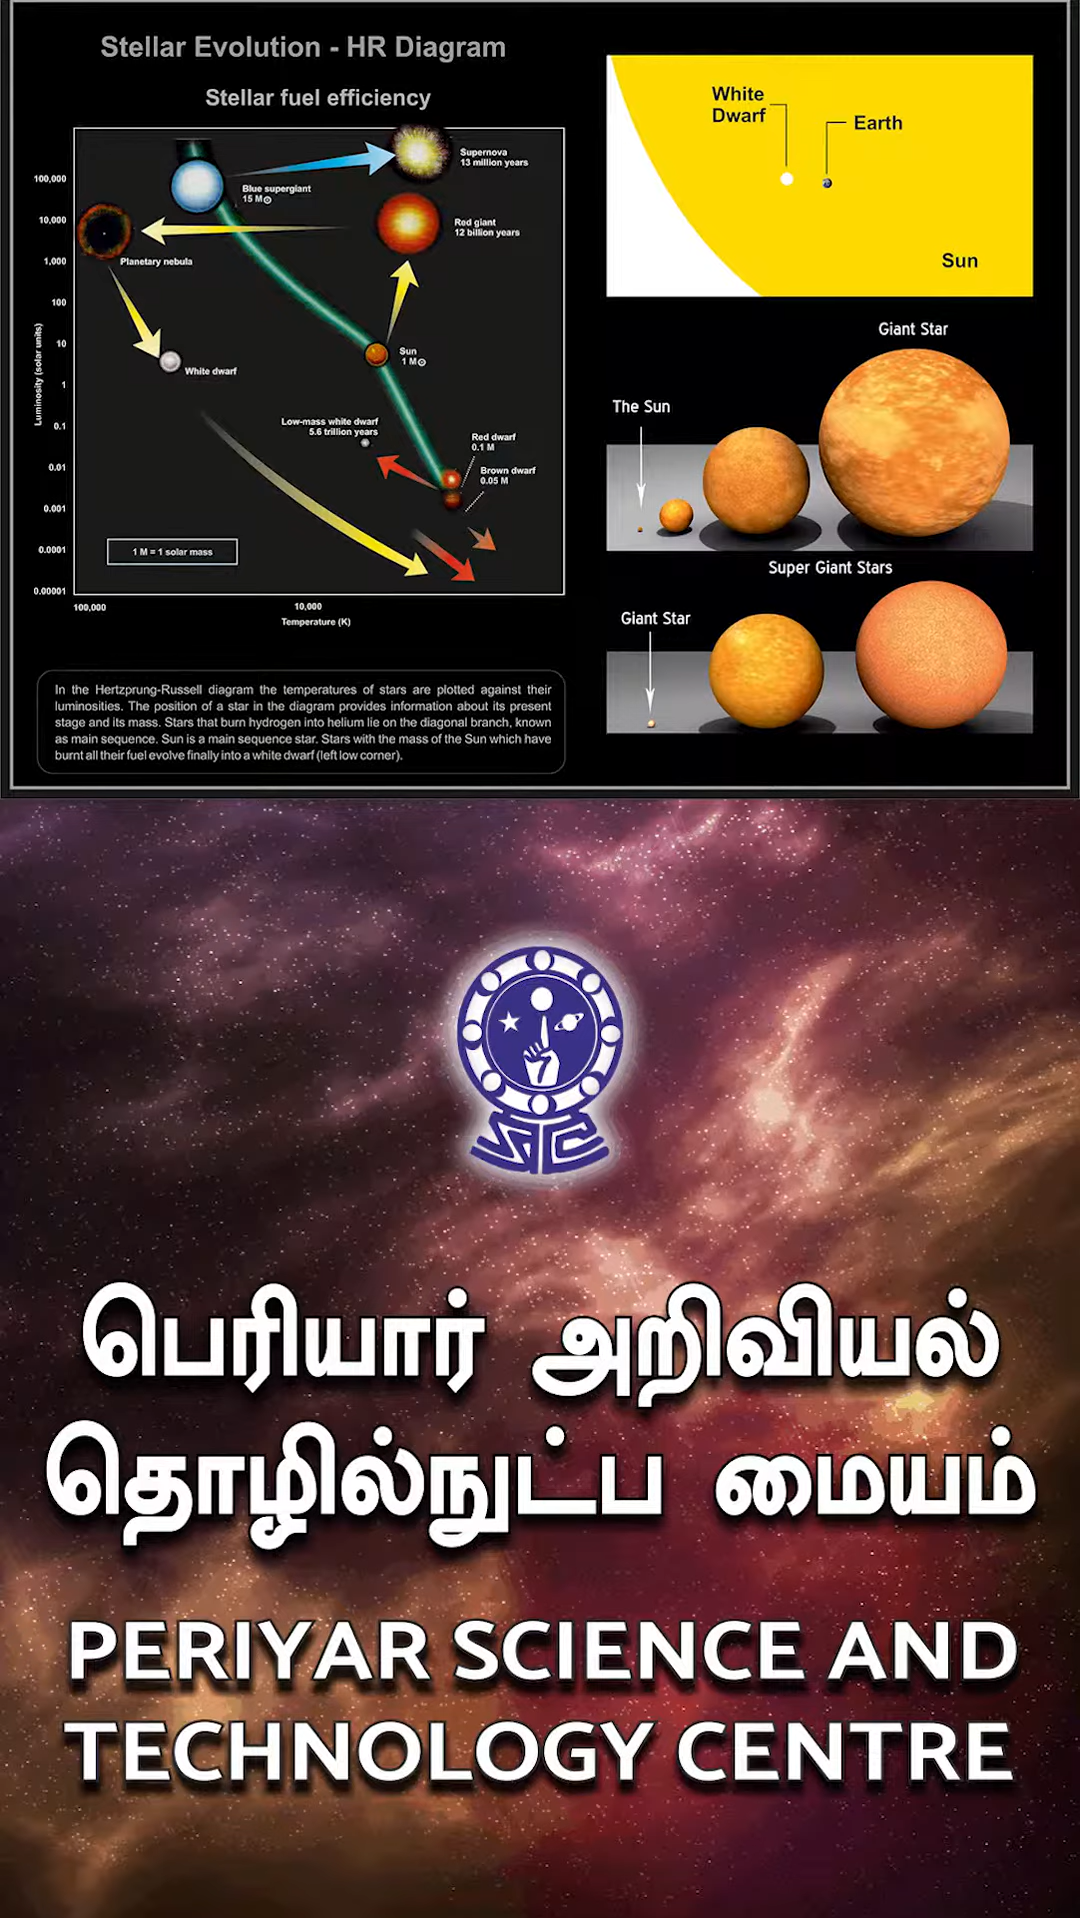 Stellar Evolution - HR Diagram
Stellar fuel efficiency
Luminosity (solar units)
100,000
10,000
1,000
100
10
1
0.1
0.01
0.001
0.0001
0.00001
100,000
10,000
Temperature (K)
Supernova
13 million years
Blue supergiant
15 M⊙
Red giant
12 billion years
Planetary nebula
Sun
1 M⊙
White dwarf
Low-mass white dwarf
5.6 trillion years
Red dwarf
0.1 M
Brown dwarf
0.05 M
1 M = 1 solar mass
In the Hertzprung-Russell diagram the temperatures of stars are plotted against their
luminosities. The position of a star in the diagram provides information about its present
stage and its mass. Stars that burn hydrogen into helium lie on the diagonal branch, known
as main sequence. Sun is a main sequence star. Stars with the mass of the Sun which have
burnt all their fuel evolve finally into a white dwarf (left low corner).
White
Dwarf
Earth
Sun
Giant Star
The Sun
Super Giant Stars
Giant Star
STC
பெரியார் அறிவியல்
தொழில்நுட்ப மையம்
PERIYAR SCIENCE AND
TECHNOLOGY CENTRE